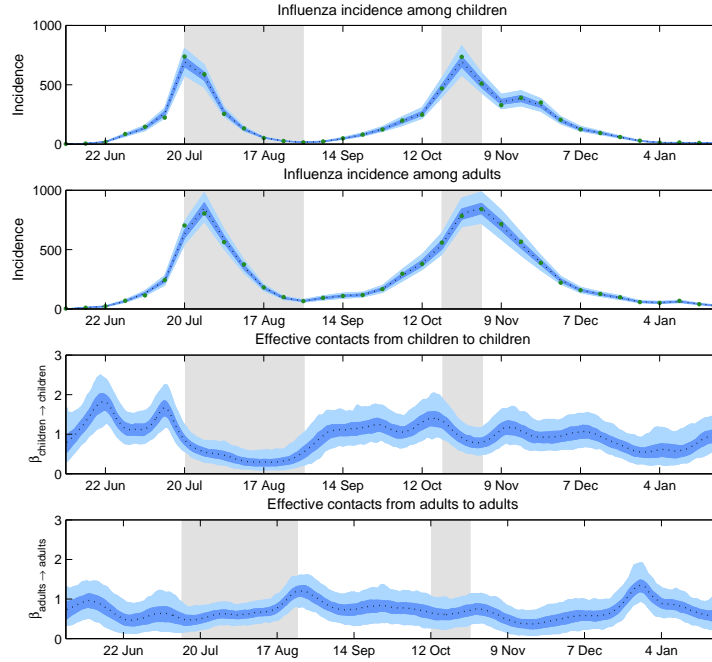 Influenza incidence among children
1000
500
0
Incidence
22 Jun 20 Jul 17 Aug 14 Sep 12 Oct 9 Nov 7 Dec 4 Jan
Influenza incidence among adults
1000
500
0
Incidence
22 Jun 20 Jul 17 Aug 14 Sep 12 Oct 9 Nov 7 Dec 4 Jan
Effective contacts from children to children
3
2
1
0
β children → children
22 Jun 20 Jul 17 Aug 14 Sep 12 Oct 9 Nov 7 Dec 4 Jan
Effective contacts from adults to adults
3
2
1
0
β adults → adults
22 Jun 20 Jul 17 Aug 14 Sep 12 Oct 9 Nov 7 Dec 4 Jan